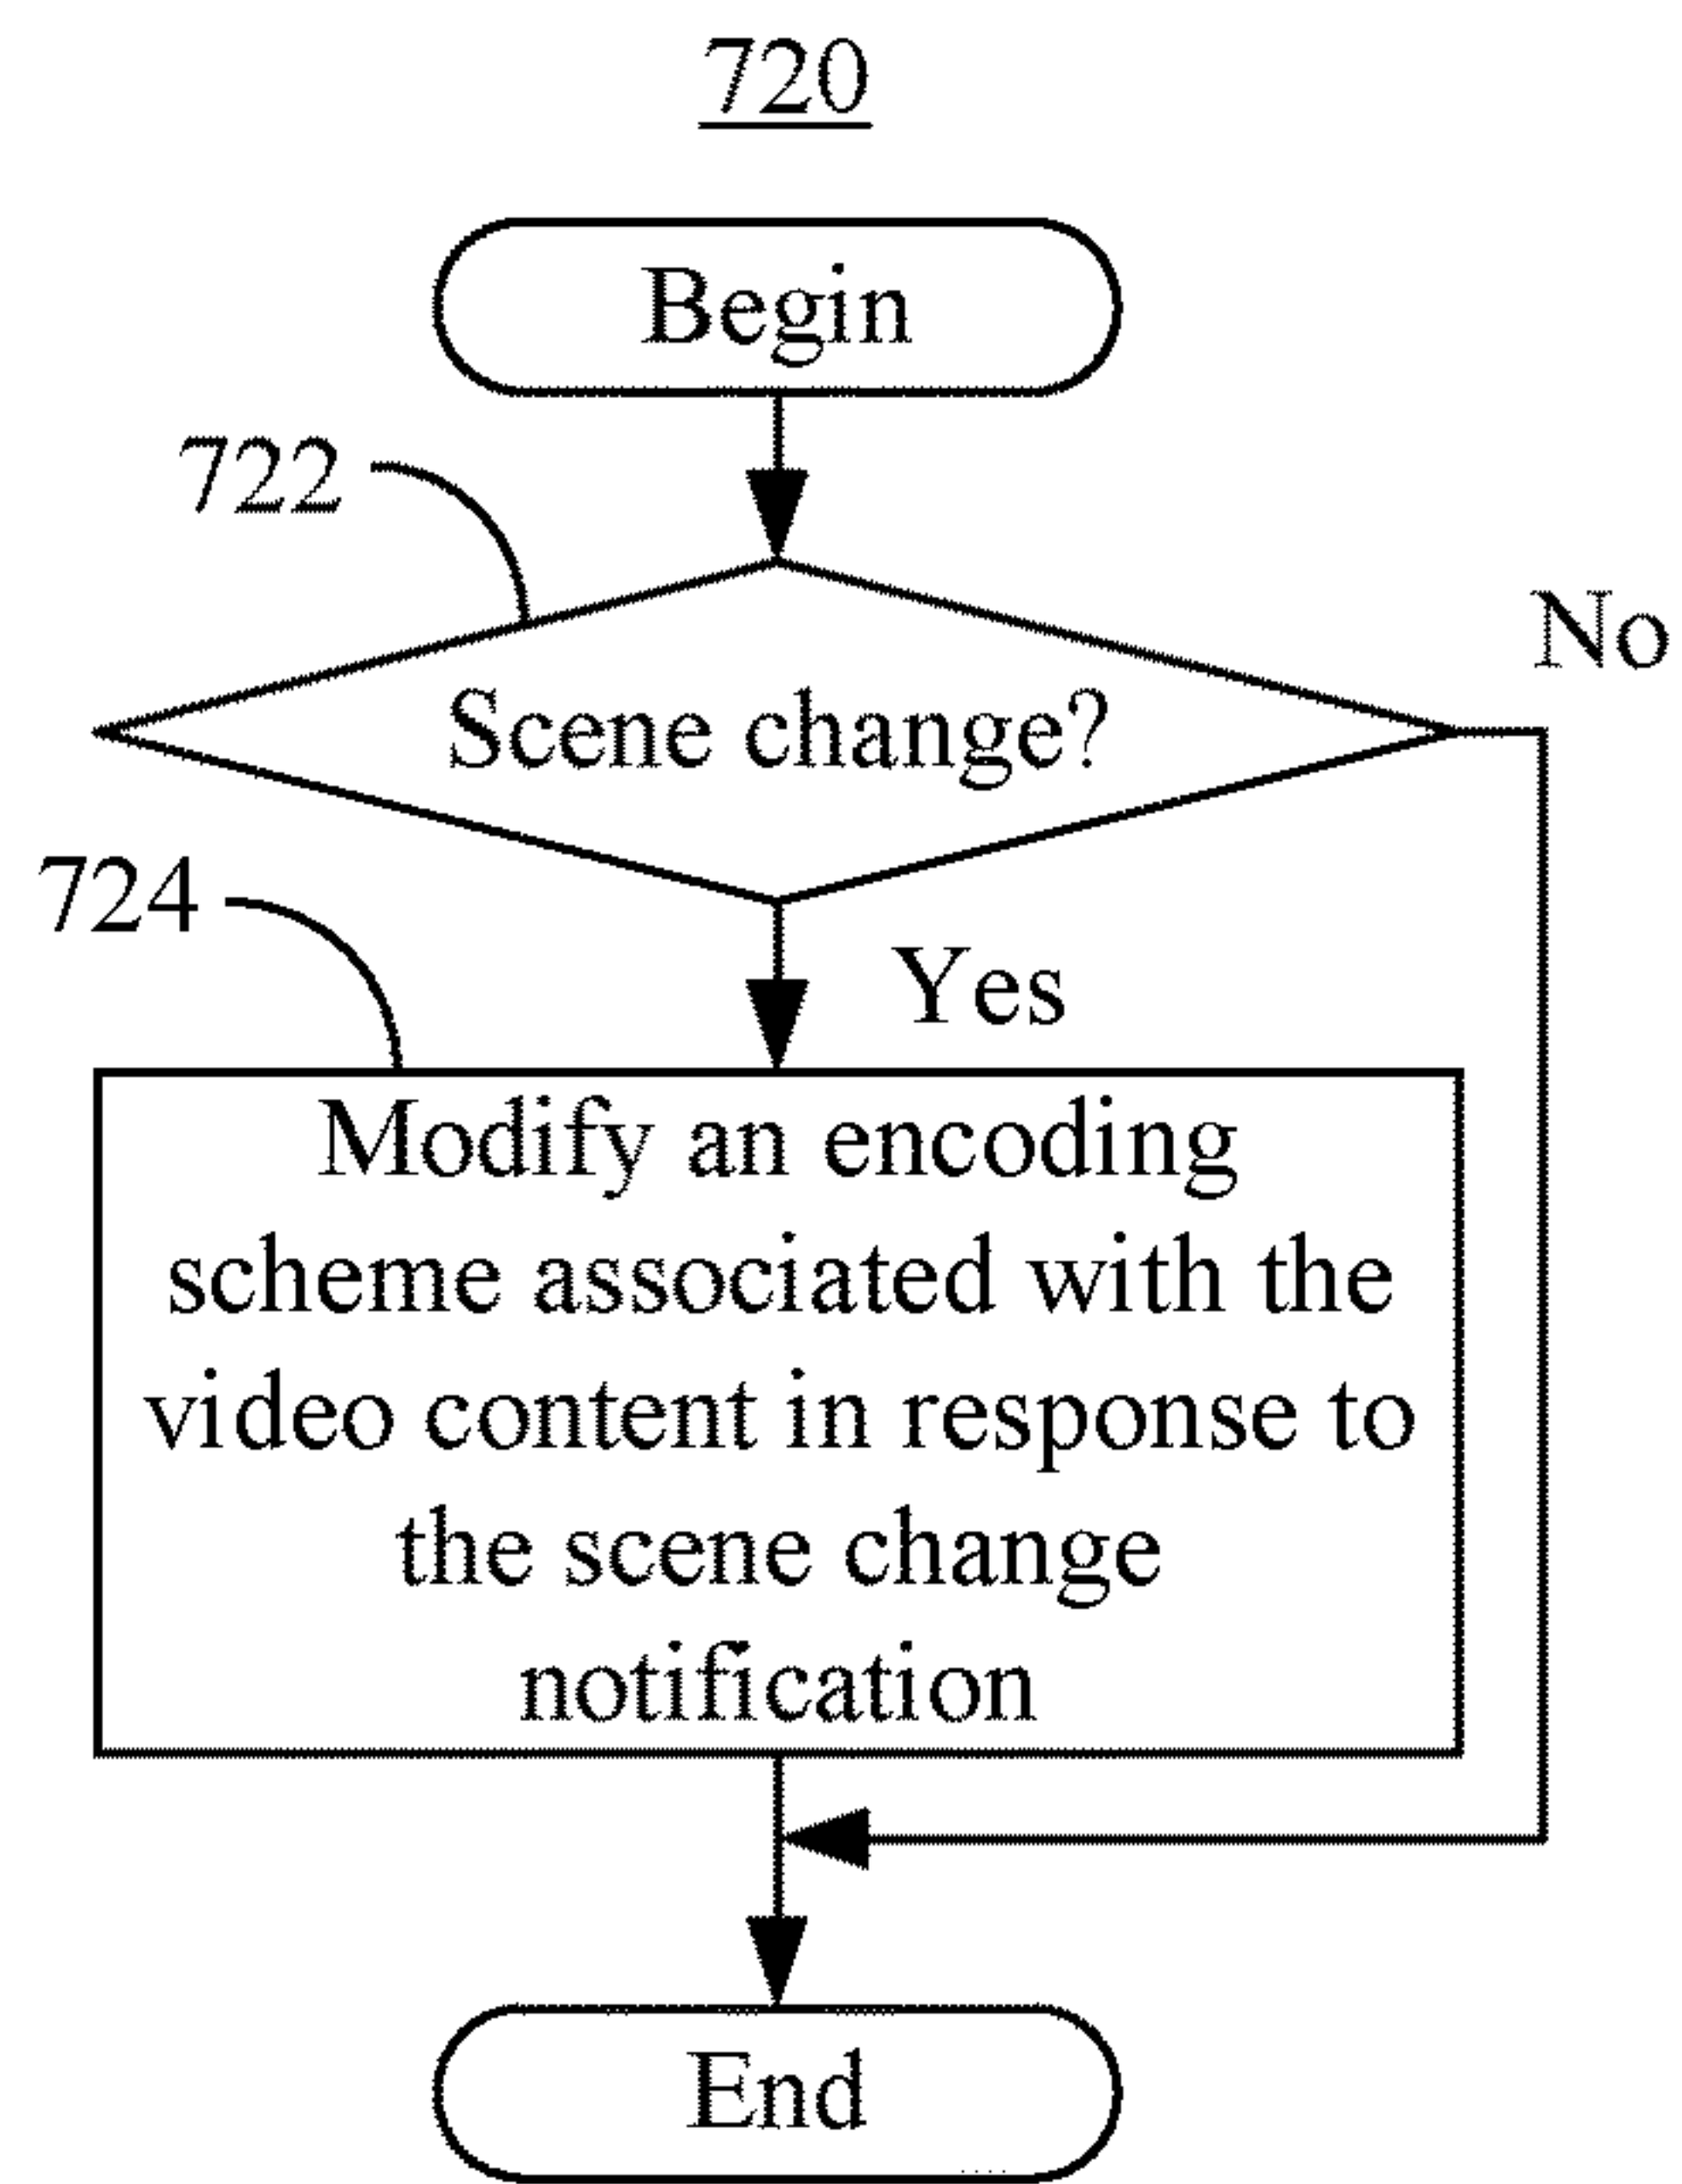 720
Begin
722
Scene change?
No
724
Yes
Modify an encoding
scheme associated with the
video content in response to
the scene change
notification
End